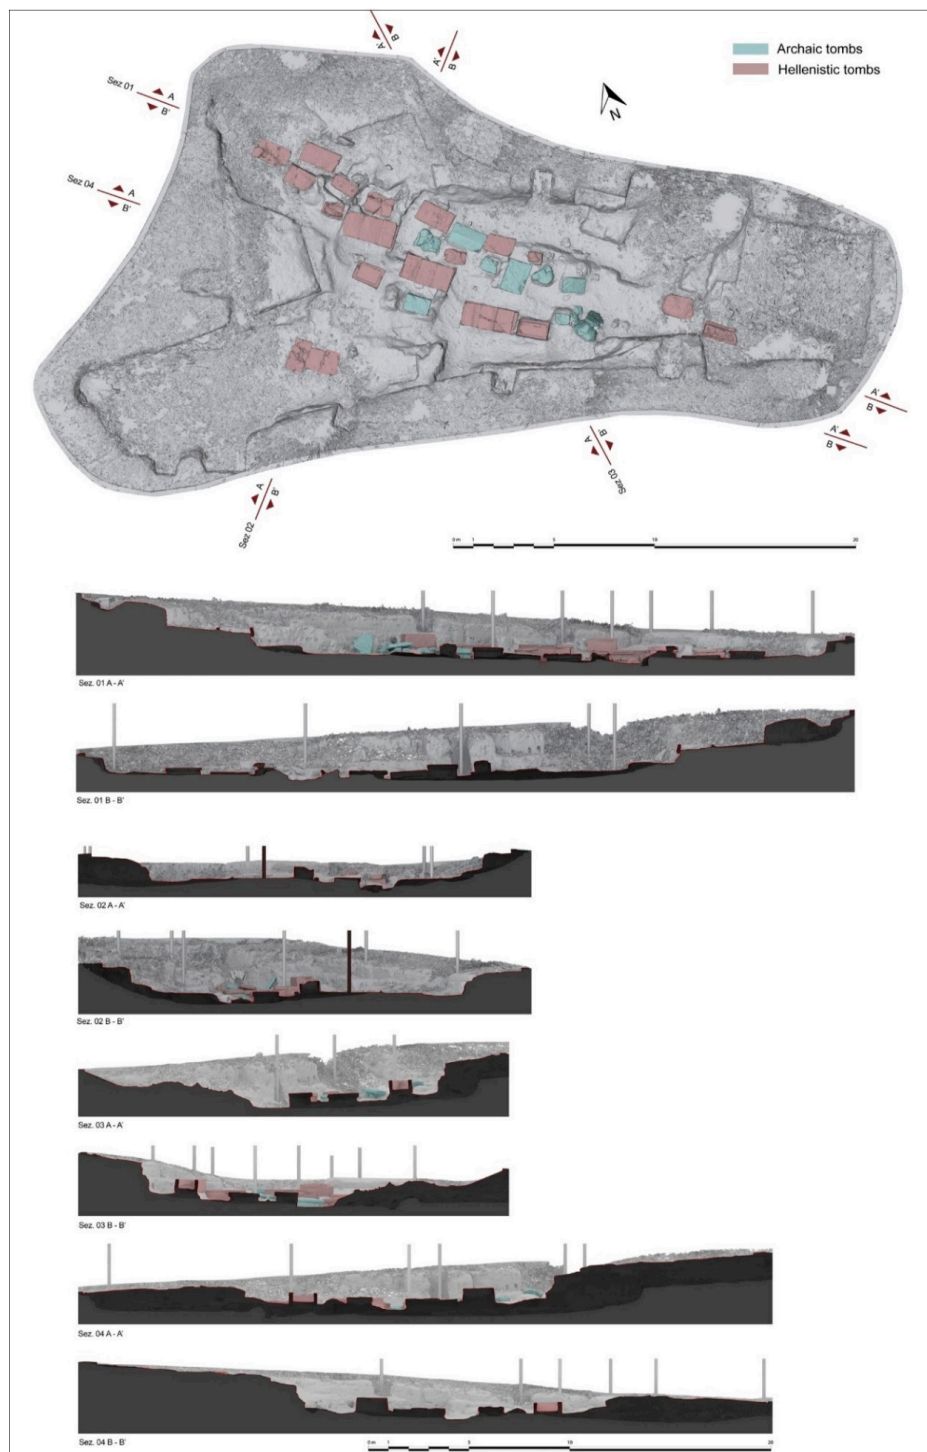 B
A'
A'
B
Archaic tombs
Hellenistic tombs
Sez 01
A
B'
N
Sez 04
A
B'
A'
B
A'
B
A
B'
Sez 03
A
B'
Sez 02
0 m 1 5 10 20
Sez. 01 A - A'
Sez. 01 B - B'
Sez. 02 A - A'
Sez. 02 B - B'
Sez. 03 A - A'
Sez. 03 B - B'
Sez. 04 A - A'
Sez. 04 B - B'
0 m 1 5 10 20